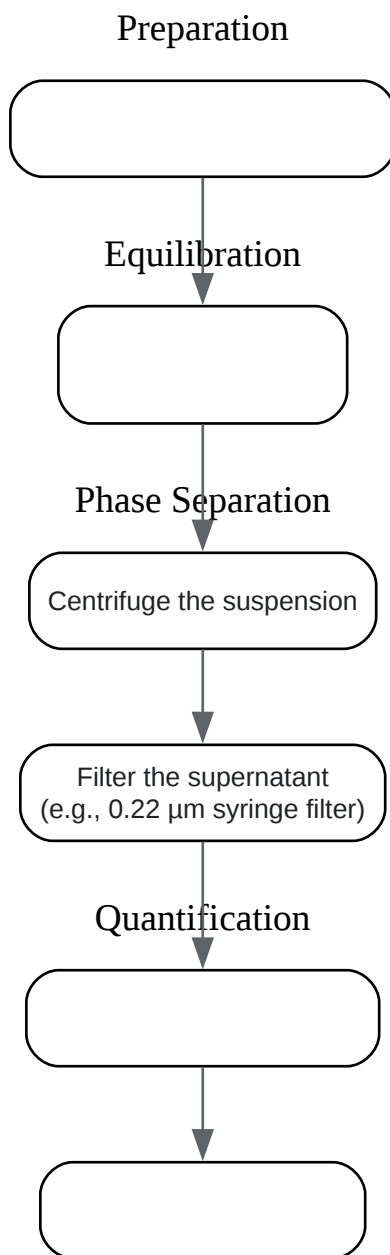 Preparation
Equilibration
Phase Separation
Centrifuge the suspension
Filter the supernatant
(e.g., 0.22 µm syringe filter)
Quantification